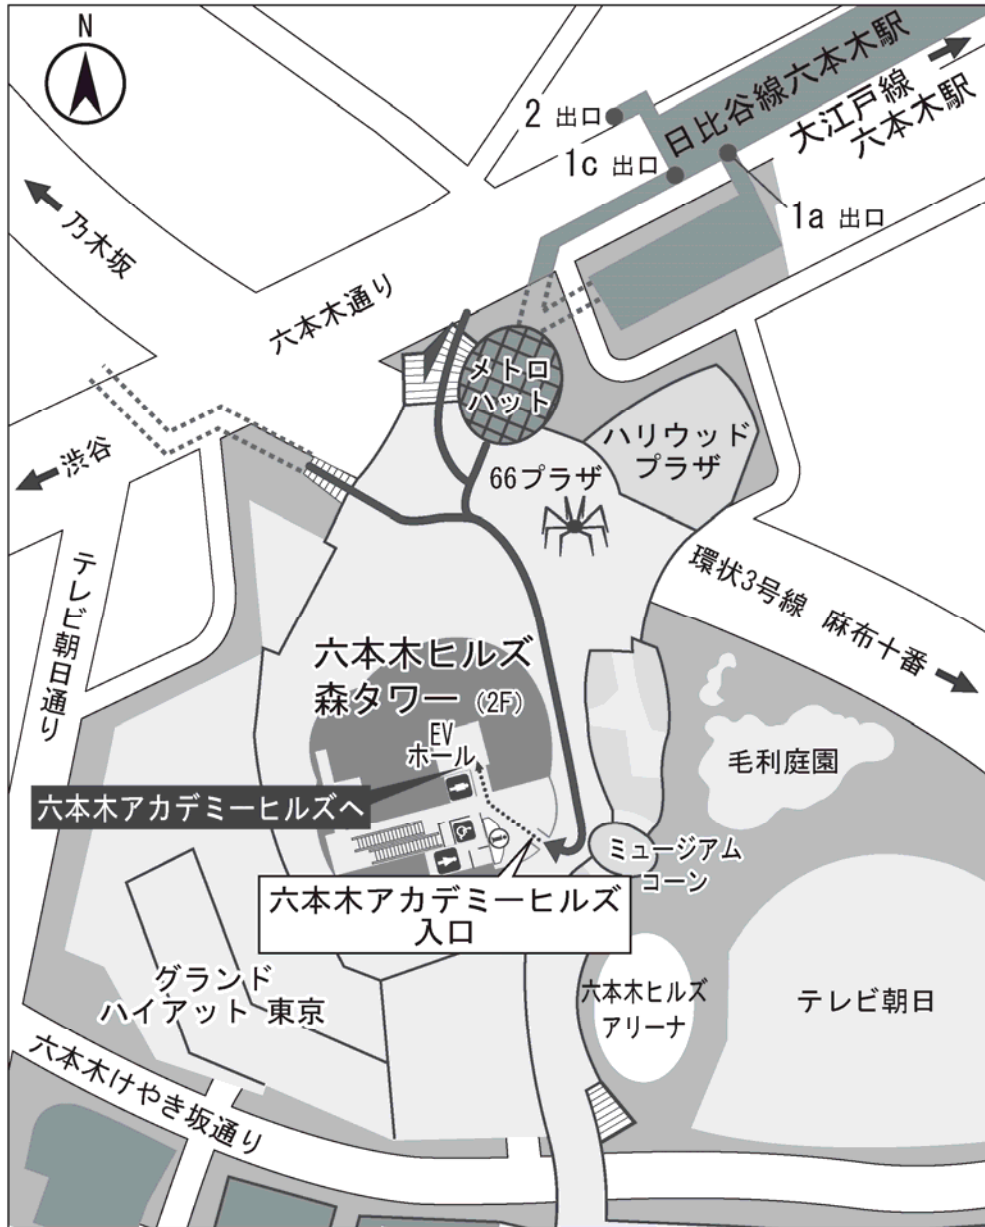 N
日比谷線六本木駅
大江戸線
六本木駅
2 出口
1c 出口
1a 出口
乃木坂
六本木通り
メトロ
ハット
ハリウッド
プラザ
渋谷
66プラザ
環状3号線 麻布十番
テレビ朝日通り
六本木ヒルズ
森タワー (2F)
EV
ホール
毛利庭園
六本木アカデミーヒルズへ
ミュージアム
コーン
六本木アカデミーヒルズ
入口
グランド
ハイアット 東京
六本木ヒルズ
アリーナ
テレビ朝日
六本木けやき坂通り